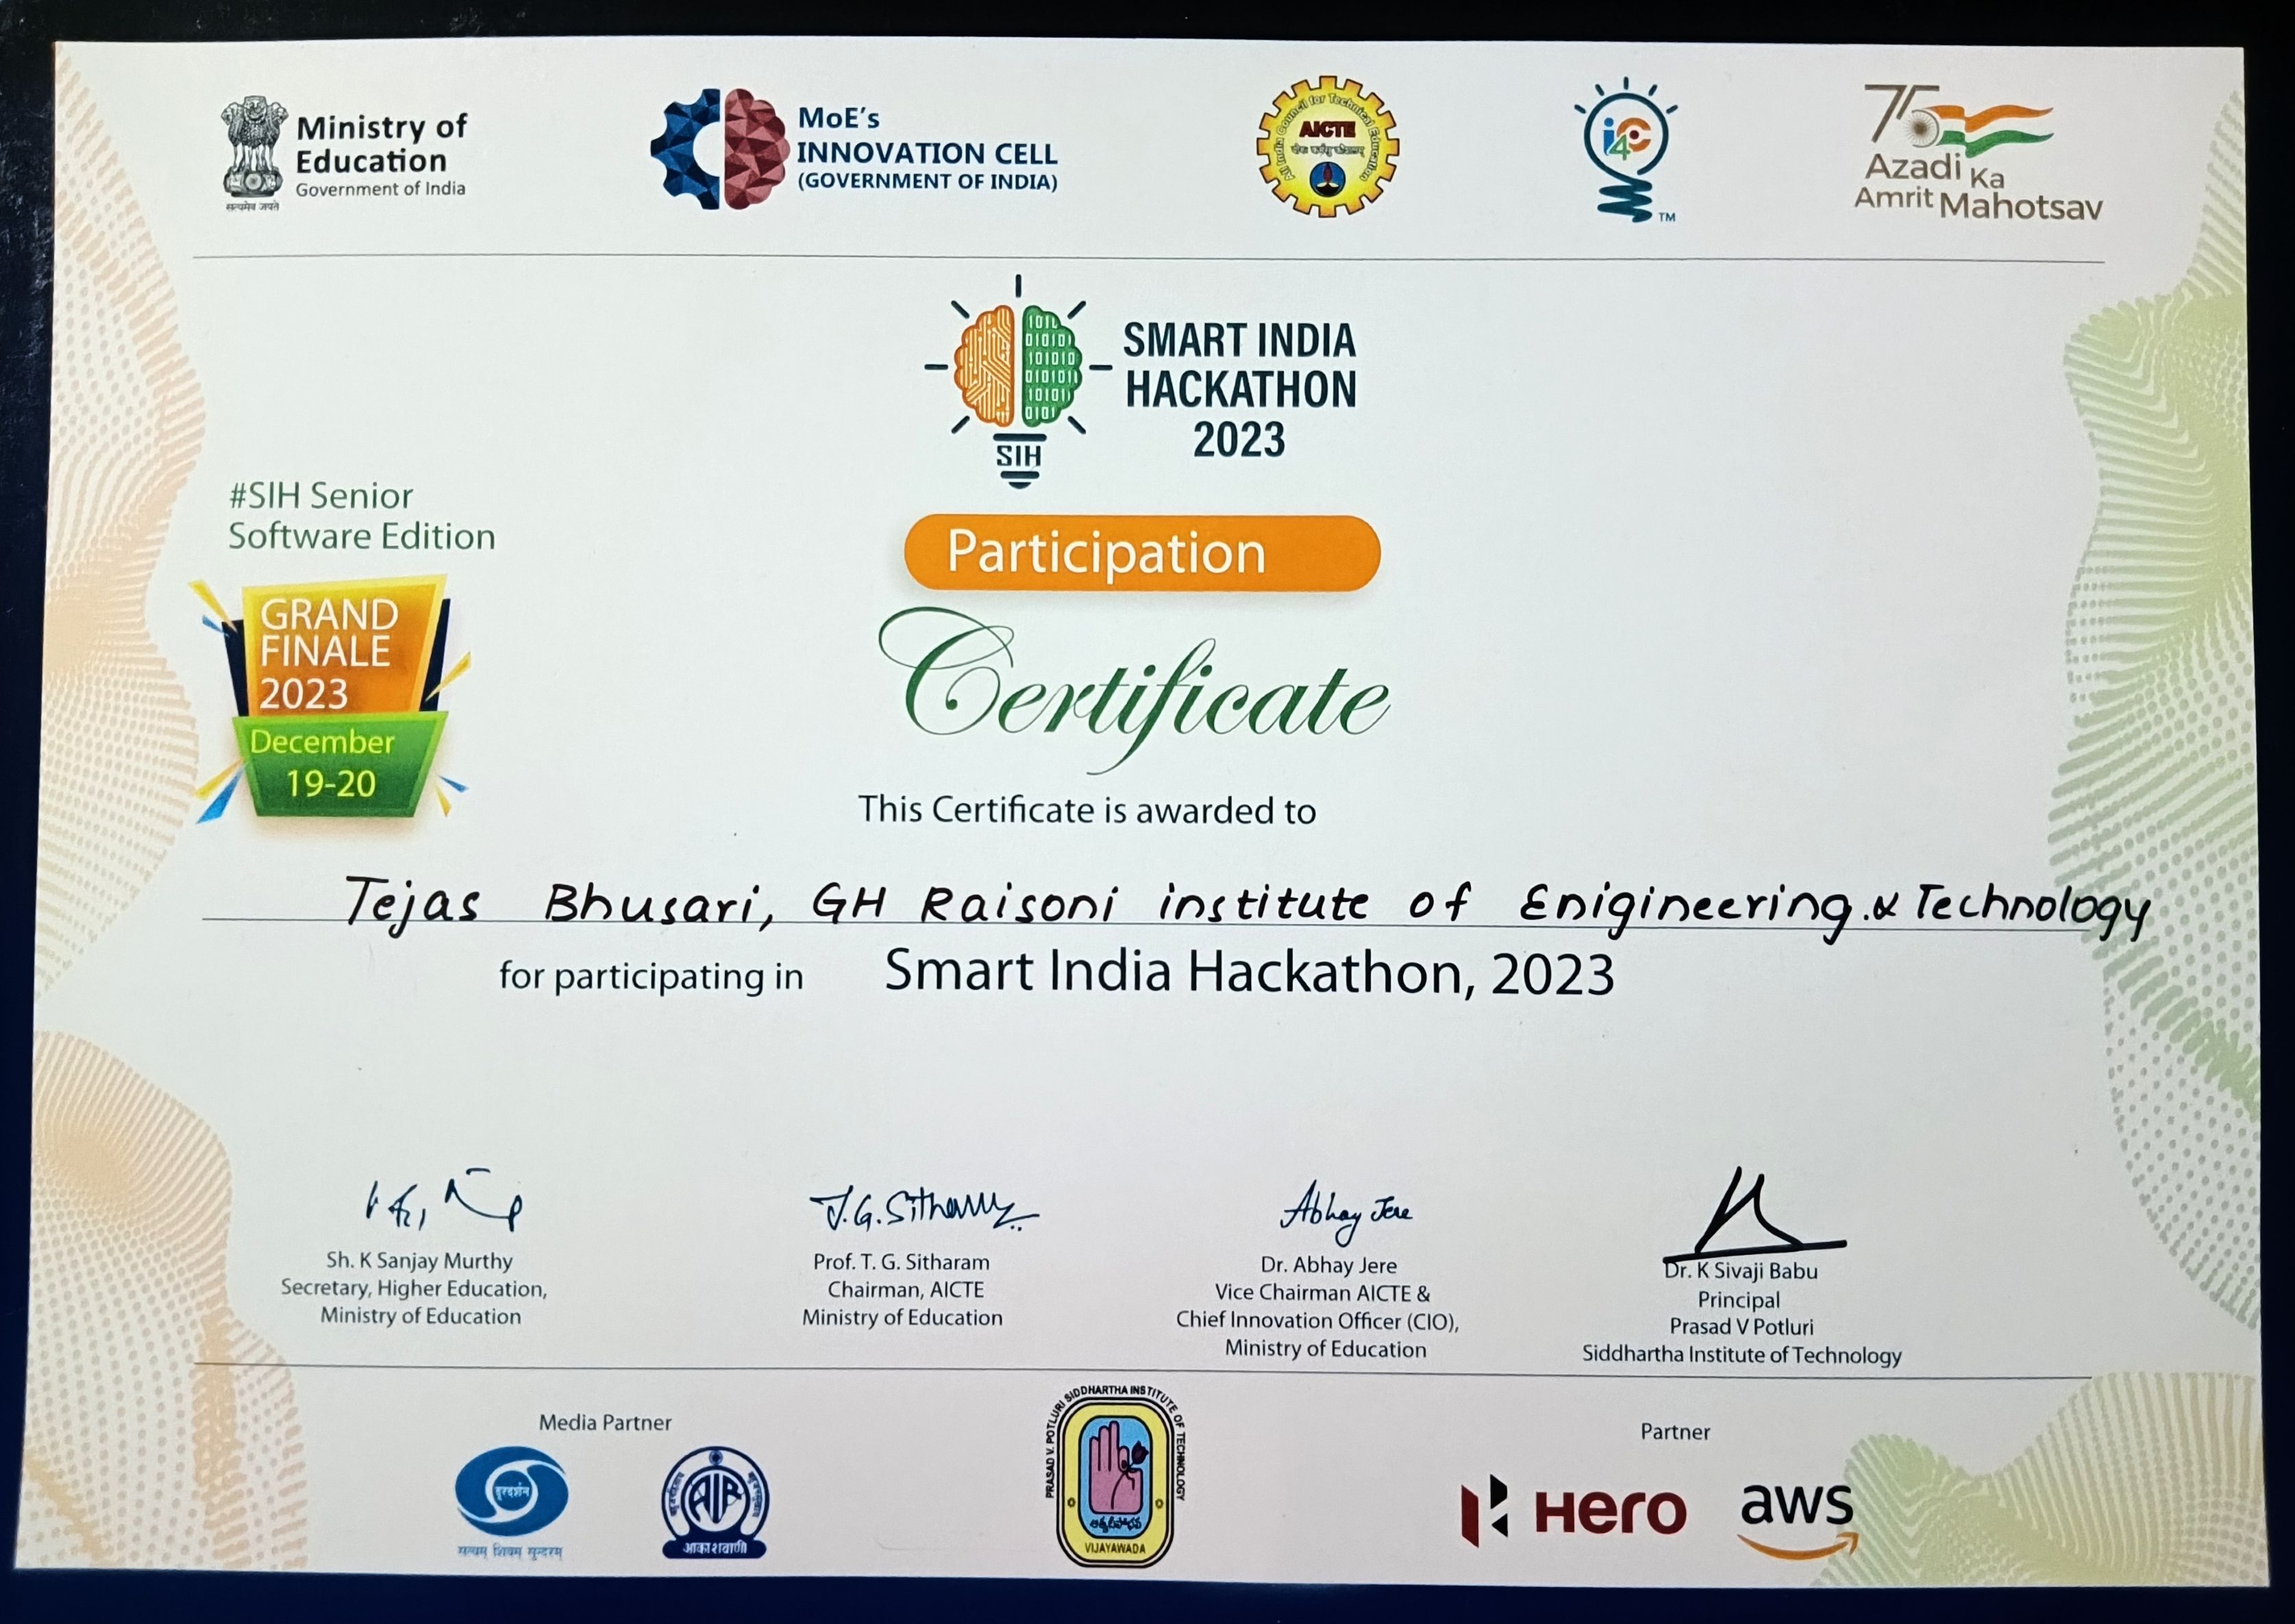 Ministry of
Education
Government of India
सत्यमेव जयते
MoE's
INNOVATION CELL
(GOVERNMENT OF INDIA)
All India Council for Technical Education
AICTE
i4C
TM
75
Azadi Ka
Amrit Mahotsav
SMART INDIA
HACKATHON
2023
SIH
#SIH Senior
Software Edition
GRAND
FINALE
2023
December
19-20
Participation
Certificate
This Certificate is awarded to
Tejas Bhusari, GH Raisoni institute of Enigineering.& Technology
for participating in Smart India Hackathon, 2023
J.G.Sitharam
Abhay Jere
Sh. K Sanjay Murthy
Secretary, Higher Education,
Ministry of Education
Prof. T. G. Sitharam
Chairman, AICTE
Ministry of Education
Dr. Abhay Jere
Vice Chairman AICTE &
Chief Innovation Officer (CIO),
Ministry of Education
Dr. K Sivaji Babu
Principal
Prasad V Potluri
Siddhartha Institute of Technology
Media Partner
दूरदर्शन
सत्यम् शिवम् सुन्दरम्
AIR
आकाशवाणी
PRASAD V. POTLURI SIDDHARTHA INSTITUTE OF TECHNOLOGY
VIJAYAWADA
Partner
Hero
aws